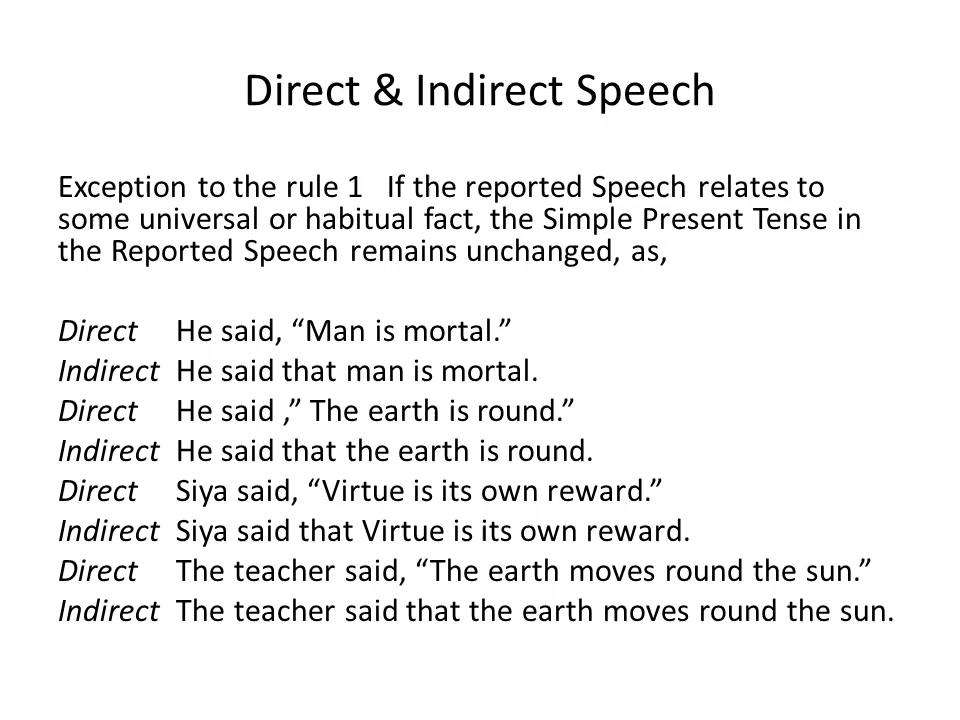 Direct & Indirect Speech
Exception to the rule 1   If the reported Speech relates to
some universal or habitual fact, the Simple Present Tense in
the Reported Speech remains unchanged, as,
Direct He said, “Man is mortal.”
Indirect He said that man is mortal.
Direct He said ,” The earth is round.”
Indirect He said that the earth is round.
Direct Siya said, “Virtue is its own reward.”
Indirect Siya said that Virtue is its own reward.
Direct The teacher said, “The earth moves round the sun.”
Indirect The teacher said that the earth moves round the sun.